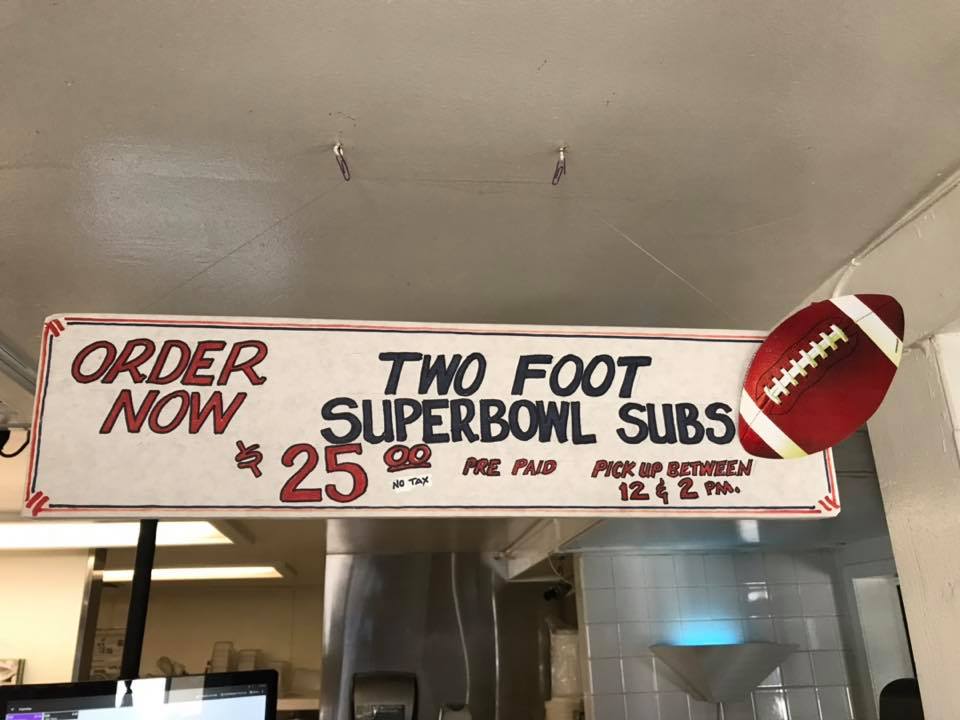 ORDER
NOW
TWO FOOT
SUPERBOWL SUBS
$25 00
NO TAX
PRE PAID
PICK UP BETWEEN
12 & 2 PM.